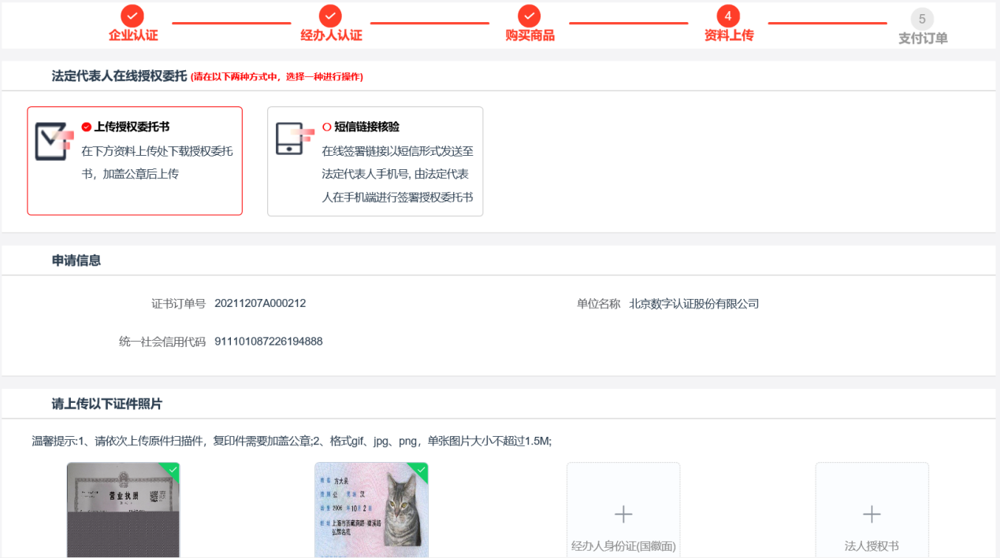 4
5
企业认证
经办人认证
购买商品
资料上传
支付订单
法定代表人在线授权委托 (请在以下两种方式中，选择一种进行操作)
上传授权委托书
在下方资料上传处下载授权委托
书，加盖公章后上传
短信链接核验
在线签署链接以短信形式发送至
法定代表人手机号, 由法定代表
人在手机端进行签署授权委托书
申请信息
证书订单号 20211207A000212
单位名称 北京数字认证股份有限公司
统一社会信用代码 911101087226194888
请上传以下证件照片
温馨提示:1、请依次上传原件扫描件，复印件需要加盖公章;2、格式gif、jpg、png，单张图片大小不超过1.5M;
营业执照
姓名 方大呆
性别 公 民族 汉
出生 2006 年 10 月 2 日
弘辉名苑
经办人身份证(国徽面)
法人授权书